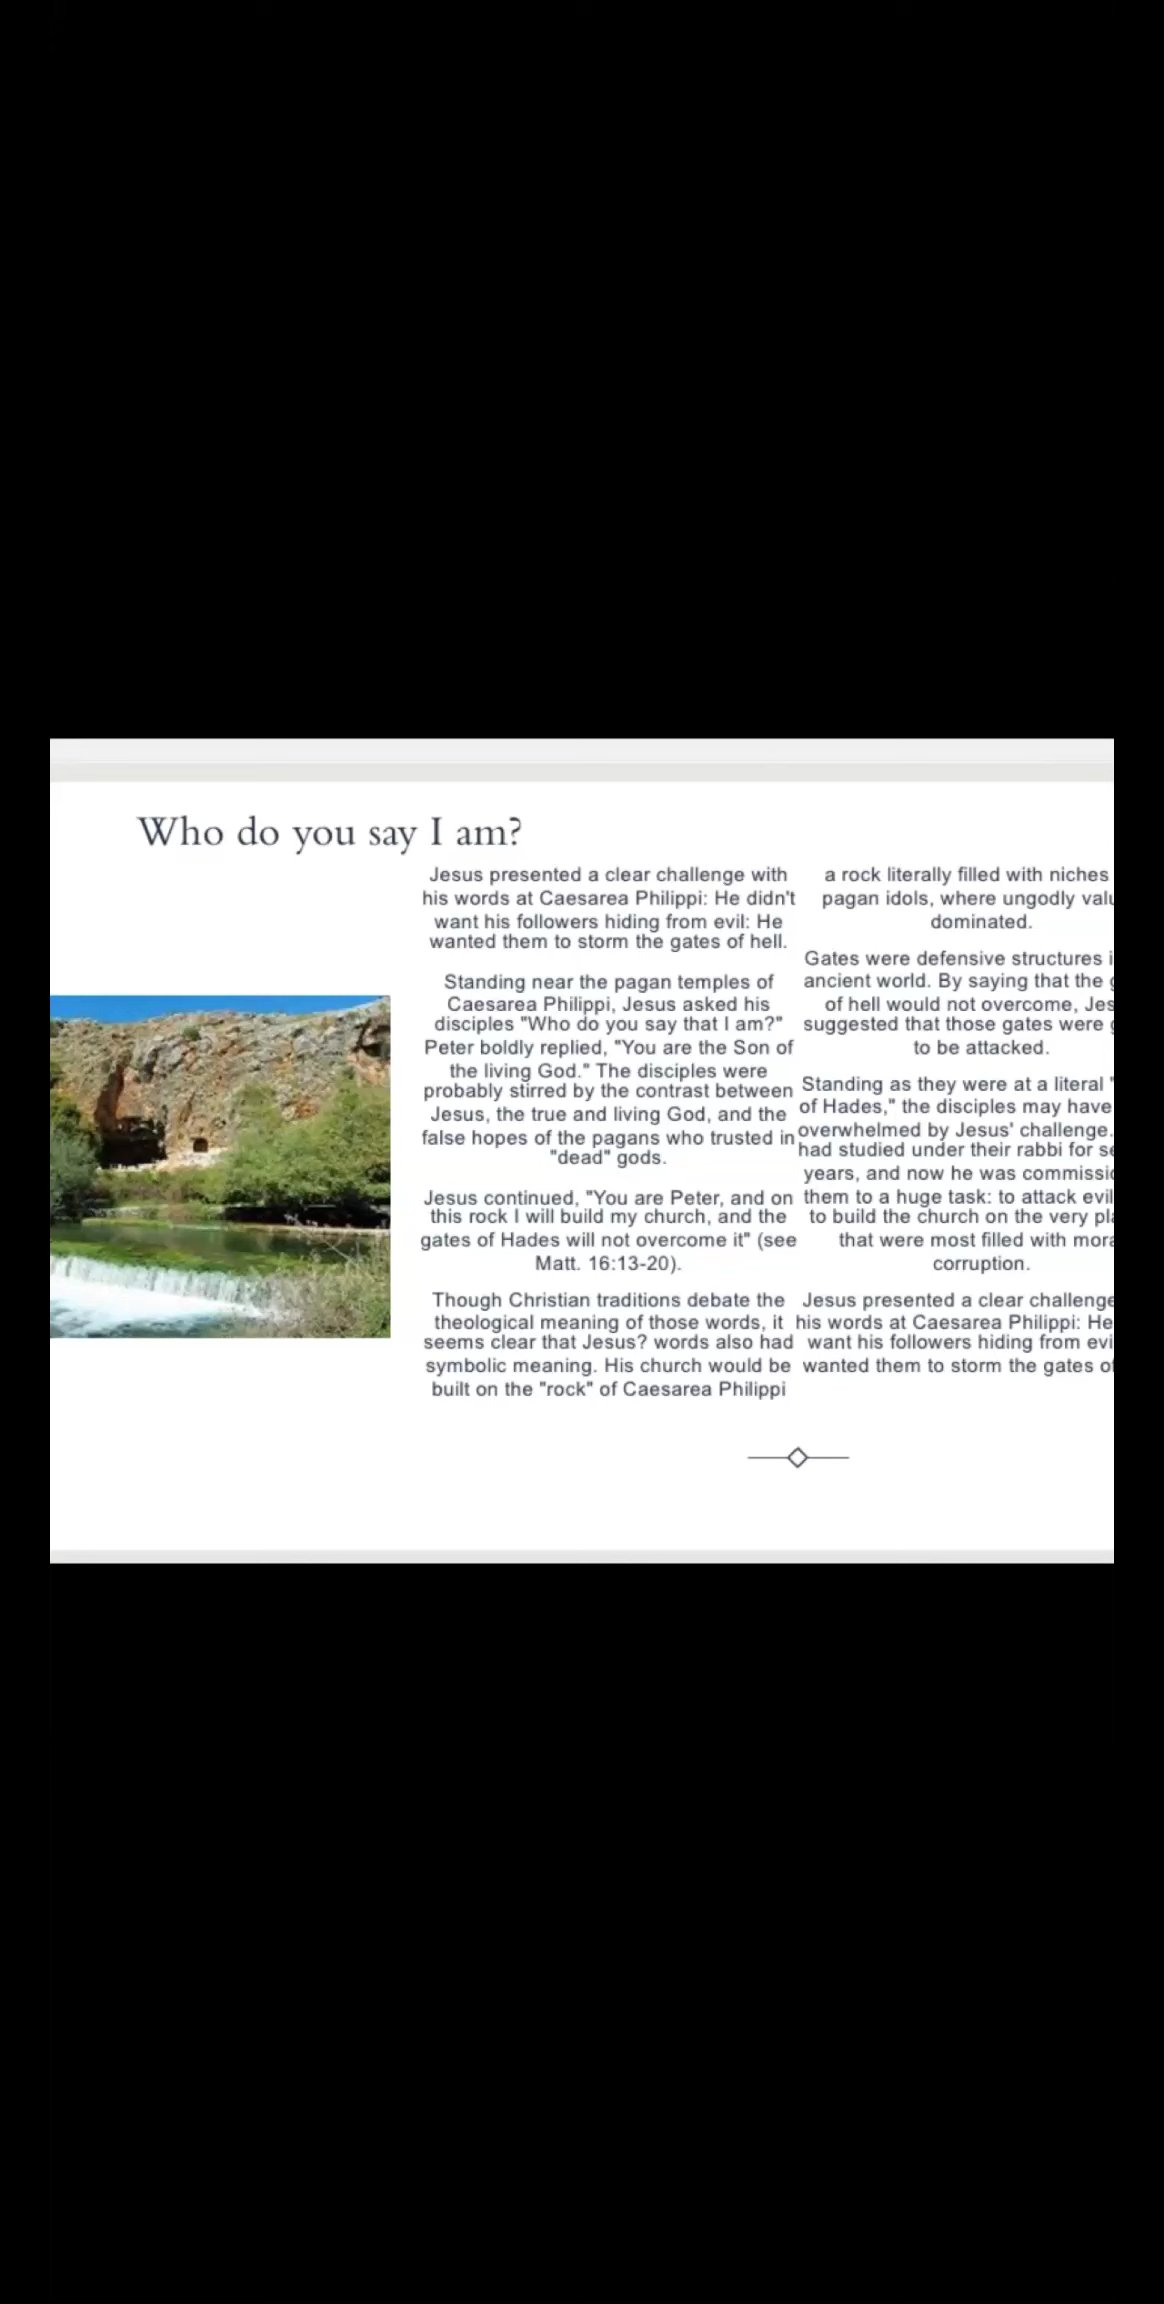 Who do you say I am?
Jesus presented a clear challenge with
his words at Caesarea Philippi: He didn't
want his followers hiding from evil: He
wanted them to storm the gates of hell.
Standing near the pagan temples of
Caesarea Philippi, Jesus asked his
disciples "Who do you say that I am?"
Peter boldly replied, "You are the Son of
the living God." The disciples were
probably stirred by the contrast between
Jesus, the true and living God, and the
false hopes of the pagans who trusted in
"dead" gods.
Jesus continued, "You are Peter, and on
this rock I will build my church, and the
gates of Hades will not overcome it" (see
Matt. 16:13-20).
Though Christian traditions debate the
theological meaning of those words, it
seems clear that Jesus? words also had
symbolic meaning. His church would be
built on the "rock" of Caesarea Philippi
a rock literally filled with niches
pagan idols, where ungodly
dominated.
Gates were defensive structures
ancient world. By saying that the
of hell would not overcome,
suggested that those gates were
to be attacked.
Standing as they were at a literal "
of Hades," the disciples may have
overwhelmed by Jesus' challenge.
had studied under their rabbi for
years, and now he was
them to a huge task: to attack evil
to build the church on the very
that were most filled with
corruption.
Jesus presented a clear challenge
his words at Caesarea Philippi: He
want his followers hiding from
wanted them to storm the gates